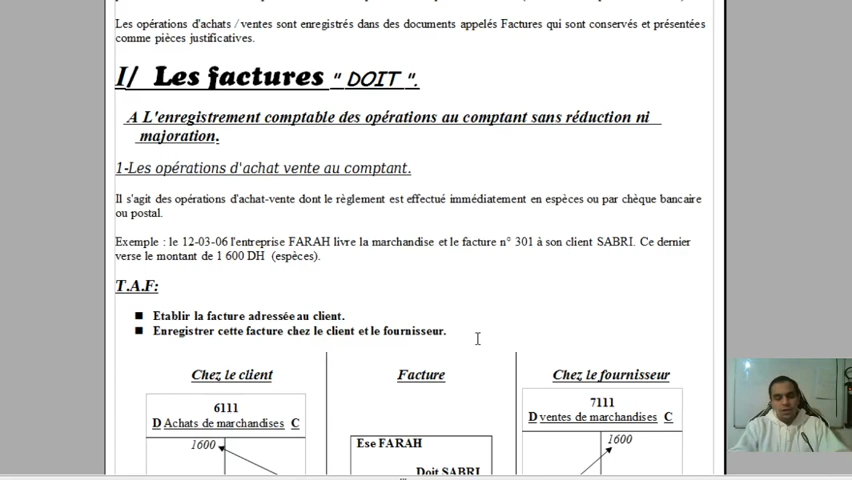 Les opérations d'achats / ventes sont enregistrés dans des documents appelés Factures qui sont conservés et présentées
comme pièces justificatives.
I/ Les factures " DOIT ".
A L'enregistrement comptable des opérations au comptant sans réduction ni
majoration.
1-Les opérations d'achat vente au comptant.
Il s'agit des opérations d'achat-vente dont le règlement est effectué immédiatement en espèces ou par chèque bancaire
ou postal.
Exemple : le 12-03-06 l'entreprise FARAH livre la marchandise et le facture n° 301 à son client SABRI. Ce dernier
verse le montant de 1 600 DH (espèces).
T.A.F:
■ Etablir la facture adressée au client.
■ Enregistrer cette facture chez le client et le fournisseur.
Chez le client Facture Chez le fournisseur
6111
D Achats de marchandises C
1600
Ese FARAH
Doit SABRI
7111
D ventes de marchandises C
1600